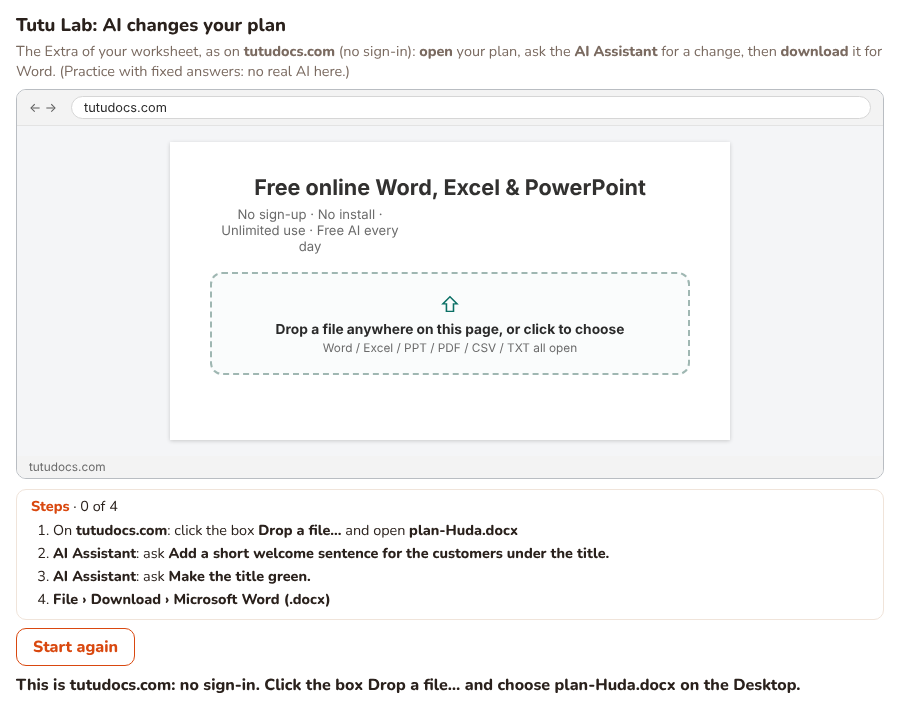 Tutu Lab: AI changes your plan
The Extra of your worksheet, as on tutudocs.com (no sign-in): open your plan, ask the AI Assistant for a change, then download it for
Word. (Practice with fixed answers: no real AI here.)
← → tutudocs.com
Free online Word, Excel & PowerPoint
No sign-up · No install ·
Unlimited use · Free AI every
day
Drop a file anywhere on this page, or click to choose
Word / Excel / PPT / PDF / CSV / TXT all open
tutudocs.com
Steps · 0 of 4
1. On tutudocs.com: click the box Drop a file... and open plan-Huda.docx
2. AI Assistant: ask Add a short welcome sentence for the customers under the title.
3. AI Assistant: ask Make the title green.
4. File › Download › Microsoft Word (.docx)
Start again
This is tutudocs.com: no sign-in. Click the box Drop a file... and choose plan-Huda.docx on the Desktop.